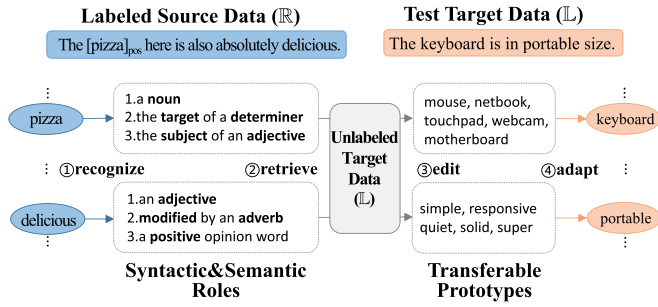 Labeled Source Data (ℝ)
Test Target Data (𝕃)
The [pizza]pos here is also absolutely delicious.
The keyboard is in portable size.
pizza
1.a noun
2.the target of a determiner
3.the subject of an adjective
Unlabeled
Target
Data
(𝕃)
mouse, netbook,
touchpad, webcam,
motherboard
keyboard
①recognize
②retrieve
③edit
④adapt
delicious
1.an adjective
2.modified by an adverb
3.a positive opinion word
simple, responsive
quiet, solid, super
portable
Syntactic&Semantic
Roles
Transferable
Prototypes